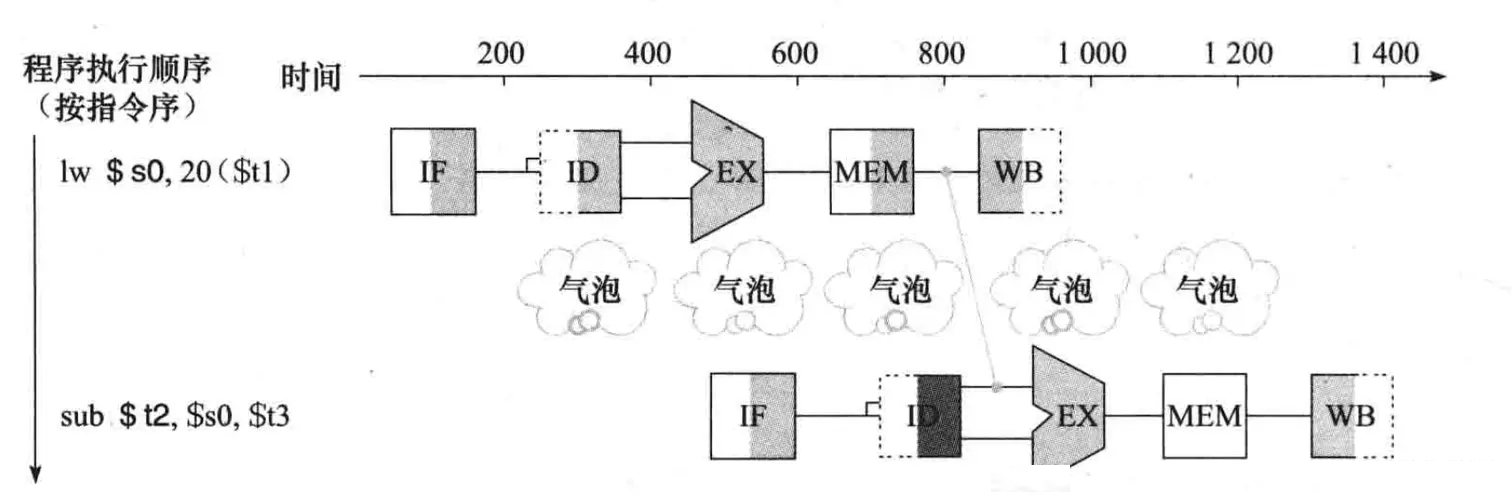 程序执行顺序
（按指令序）
时间
200 400 600 800 1 000 1 200 1 400
lw $s0, 20($t1)
IF ID EX MEM WB
气泡 气泡 气泡 气泡 气泡
sub $t2, $s0, $t3
IF ID EX MEM WB